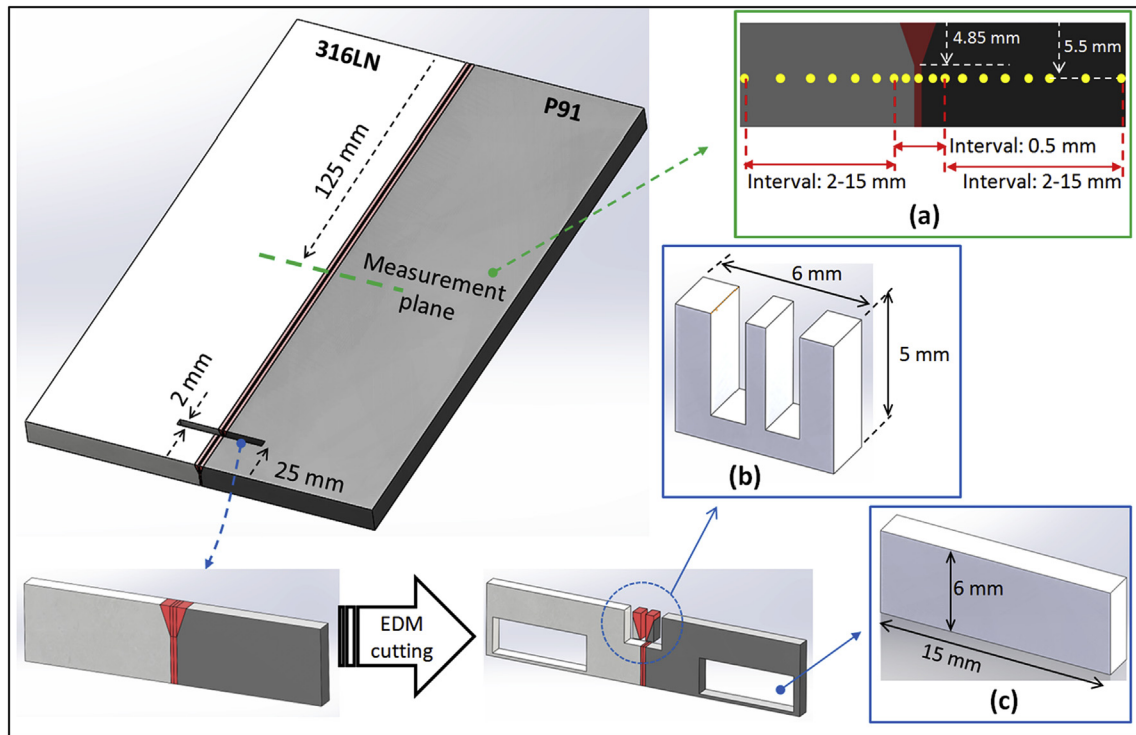 316LN
P91
125 mm
Measurement
plane
2 mm
25 mm
4.85 mm
5.5 mm
Interval: 0.5 mm
Interval: 2-15 mm
Interval: 2-15 mm
(a)
6 mm
5 mm
(b)
EDM
cutting
6 mm
15 mm
(c)